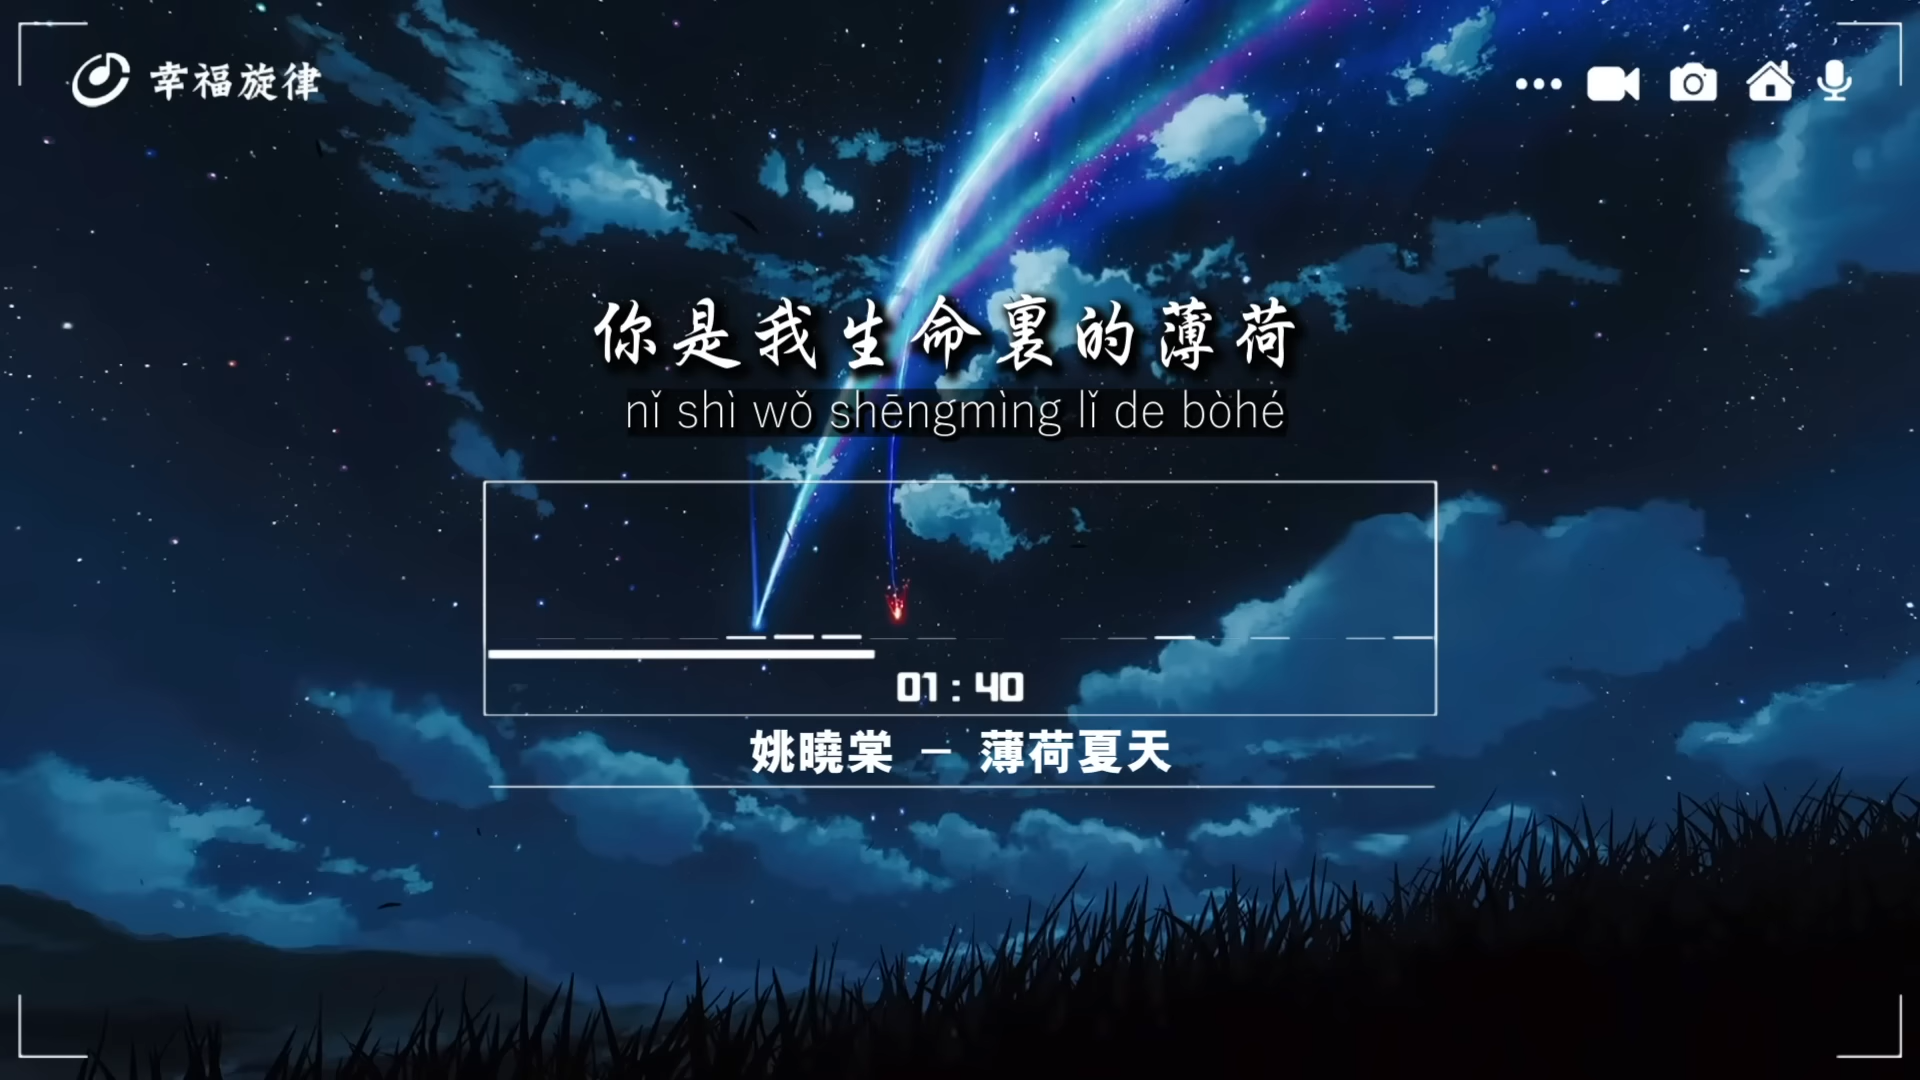 幸福旋律
你是我生命裏的薄荷
nǐ shì wǒ shēngmìng lǐ de bòhé
01:40
姚曉棠 － 薄荷夏天